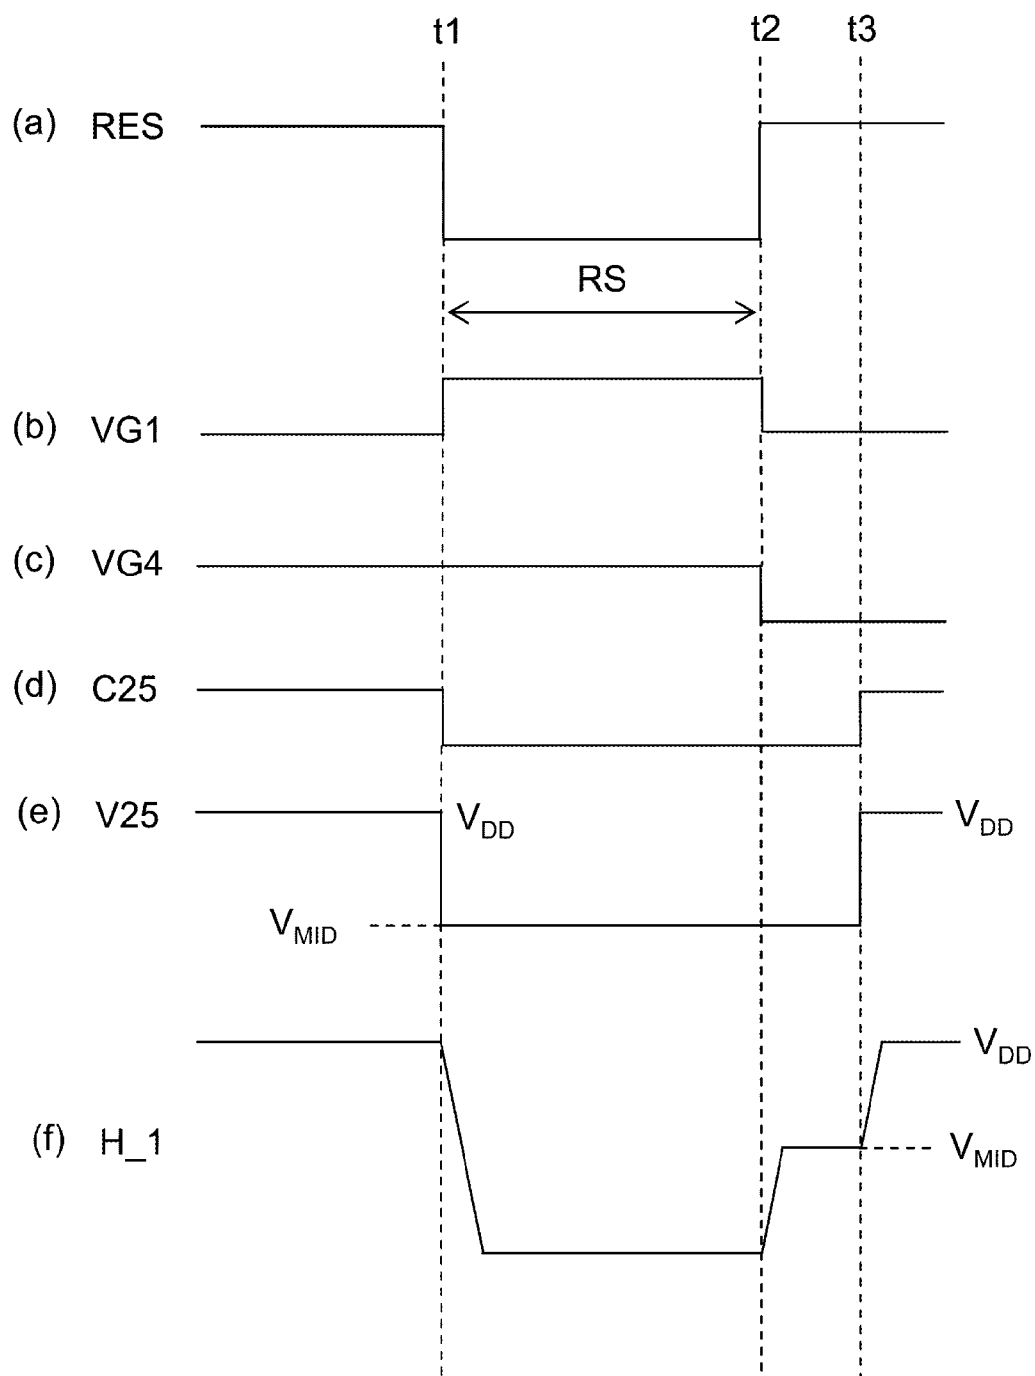 t1 t2 t3
(a) RES
RS
(b) VG1
(c) VG4
(d) C25
(e) V25 VDD VDD
VMID
VDD
(f) H_1 VMID